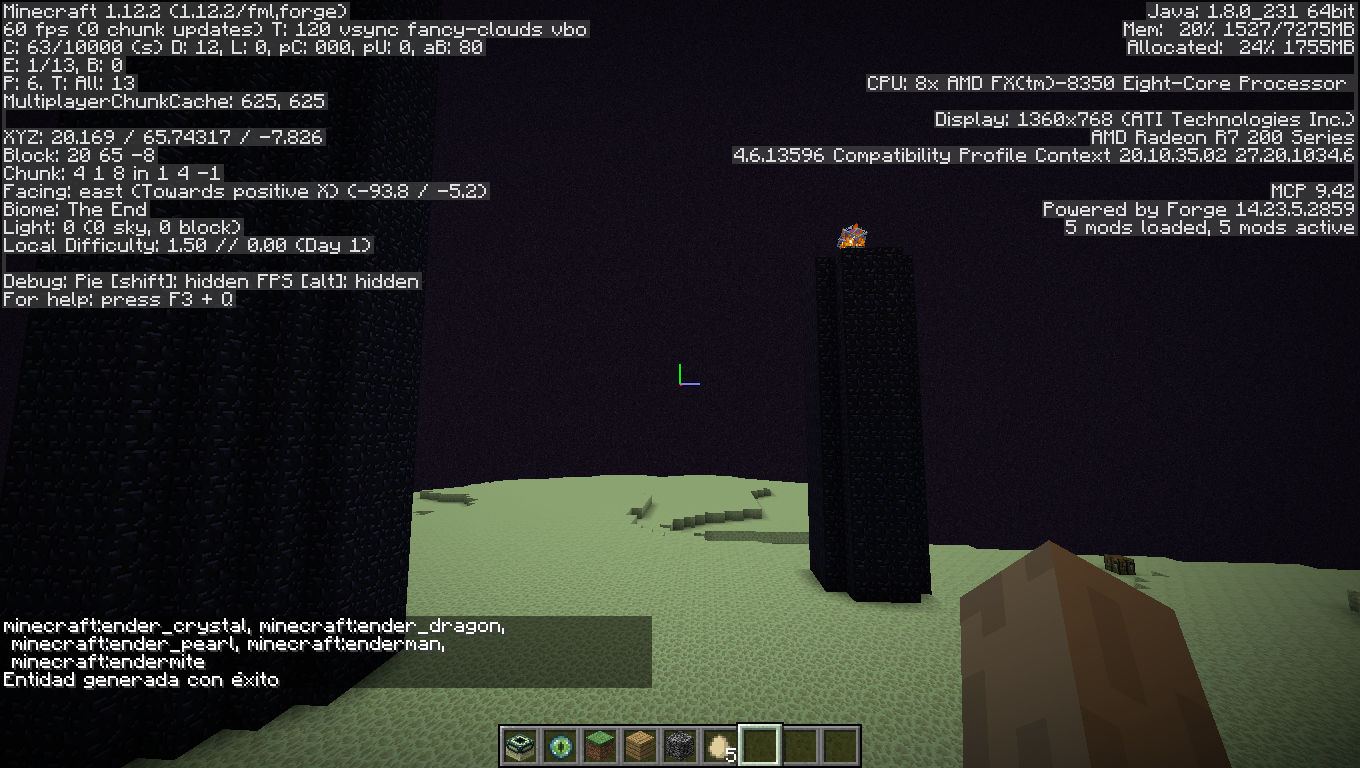 Minecraft 1.12.2 (1.12.2/fml,forge)
60 fps (0 chunk updates) T: 120 vsync fancy-clouds vbo
C: 63/10000 (s) D: 12, L: 0, pC: 000, pU: 0, aB: 80
E: 1/13, B: 0
P: 6. T: All: 13
MultiplayerChunkCache: 625, 625
XYZ: 20.169 / 65.74317 / -7.826
Block: 20 65 -8
Chunk: 4 1 8 in 1 4 -1
Facing: east (Towards positive X) (-93.8 / -5.2)
Biome: The End
Light: 0 (0 sky, 0 block)
Local Difficulty: 1.50 // 0.00 (Day 1)
Debug: Pie [shift]: hidden FPS [alt]: hidden
For help: press F3 + Q
Java: 1.8.0_231 64bit
Mem: 20% 1527/7275MB
Allocated: 24% 1755MB
CPU: 8x AMD FX(tm)-8350 Eight-Core Processor
Display: 1360x768 (ATI Technologies Inc.)
AMD Radeon R7 200 Series
4.6.13596 Compatibility Profile Context 20.10.35.02 27.20.1034.6
MCP 9.42
Powered by Forge 14.23.5.2859
5 mods loaded, 5 mods active
minecraft:ender_crystal, minecraft:ender_dragon,
minecraft:ender_pearl, minecraft:enderman,
minecraft:endermite
Entidad generada con éxito
5